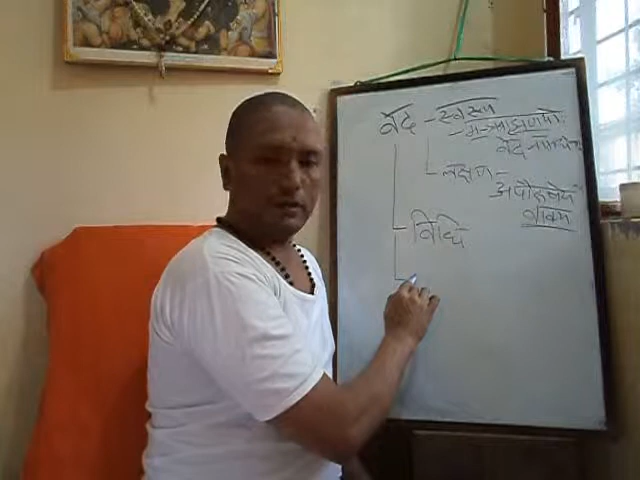 वेद - स्वरूप
- मन्त्रब्राह्मणयोः
वेद नामधेयम्
- लक्षण -
अपौरुषेयं
वाक्यं
विधि